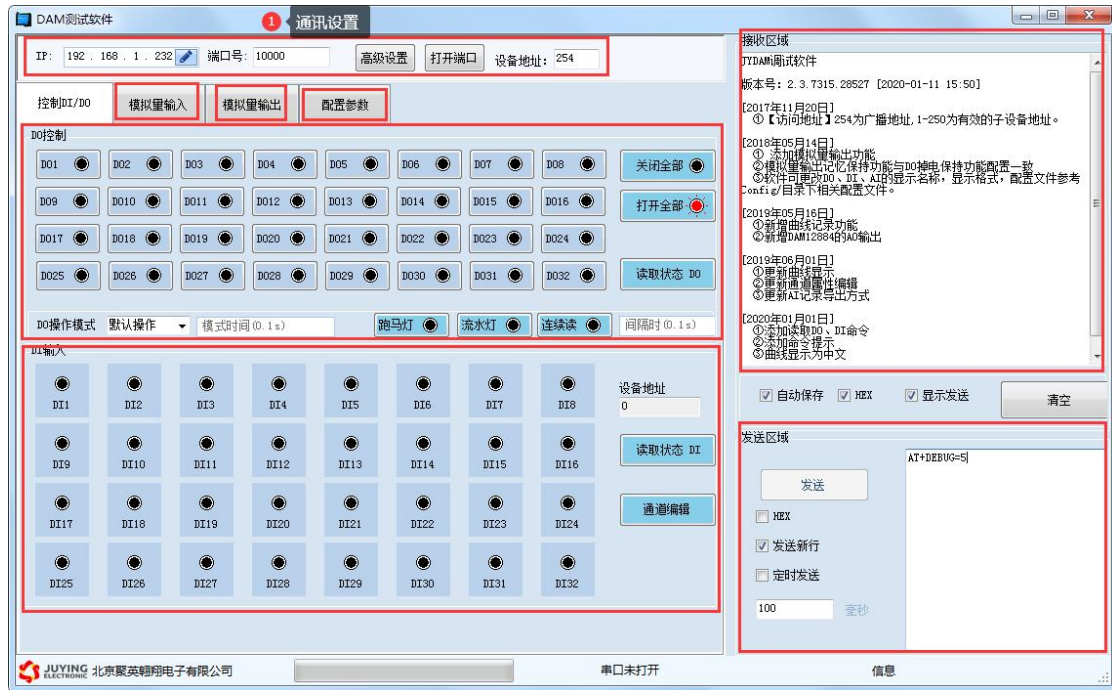 DAM测试软件
1 通讯设置
IP: 192 . 168 . 1 . 232 端口号: 10000 高级设置 打开端口 设备地址: 254
控制DI/DO 模拟量输入 模拟量输出 配置参数
DO控制
DO1 DO2 DO3 DO4 DO5 DO6 DO7 DO8 关闭全部
DO9 DO10 DO11 DO12 DO13 DO14 DO15 DO16 打开全部
DO17 DO18 DO19 DO20 DO21 DO22 DO23 DO24
DO25 DO26 DO27 DO28 DO29 DO30 DO31 DO32 读取状态 DO
DO操作模式 默认操作 模式时间(0.1s) 跑马灯 流水灯 连续读 间隔时(0.1s)
DI输入
DI1 DI2 DI3 DI4 DI5 DI6 DI7 DI8
设备地址
0
DI9 DI10 DI11 DI12 DI13 DI14 DI15 DI16 读取状态 DI
DI17 DI18 DI19 DI20 DI21 DI22 DI23 DI24 通道编辑
DI25 DI26 DI27 DI28 DI29 DI30 DI31 DI32
接收区域
JYDAM调试软件
版本号: 2.3.7315.28527 [2020-01-11 15:50]
[2017年11月20日]
①【访问地址】254为广播地址,1-250为有效的子设备地址。
[2018年05月14日]
① 添加模拟量输出功能
②模拟量输出记忆保持功能与DO掉电保持功能配置一致
③软件可更改DO、DI、AI的显示名称,显示格式,配置文件参考
Config/目录下相关配置文件。
[2019年05月16日]
①新增曲线记录功能
②新增DAM12884的AO输出
[2019年06月01日]
①更新曲线显示
②更新通道属性编辑
③更新AI记录导出方式
[2020年01月01日]
①添加读取DO、DI命令
②添加命令提示
③曲线显示为中文
自动保存 HEX 显示发送 清空
发送区域
AT+DEBUG=5
发送
HEX
发送新行
定时发送
100 毫秒
JUYING ELECTRONIC 北京聚英翱翔电子有限公司 串口未打开 信息